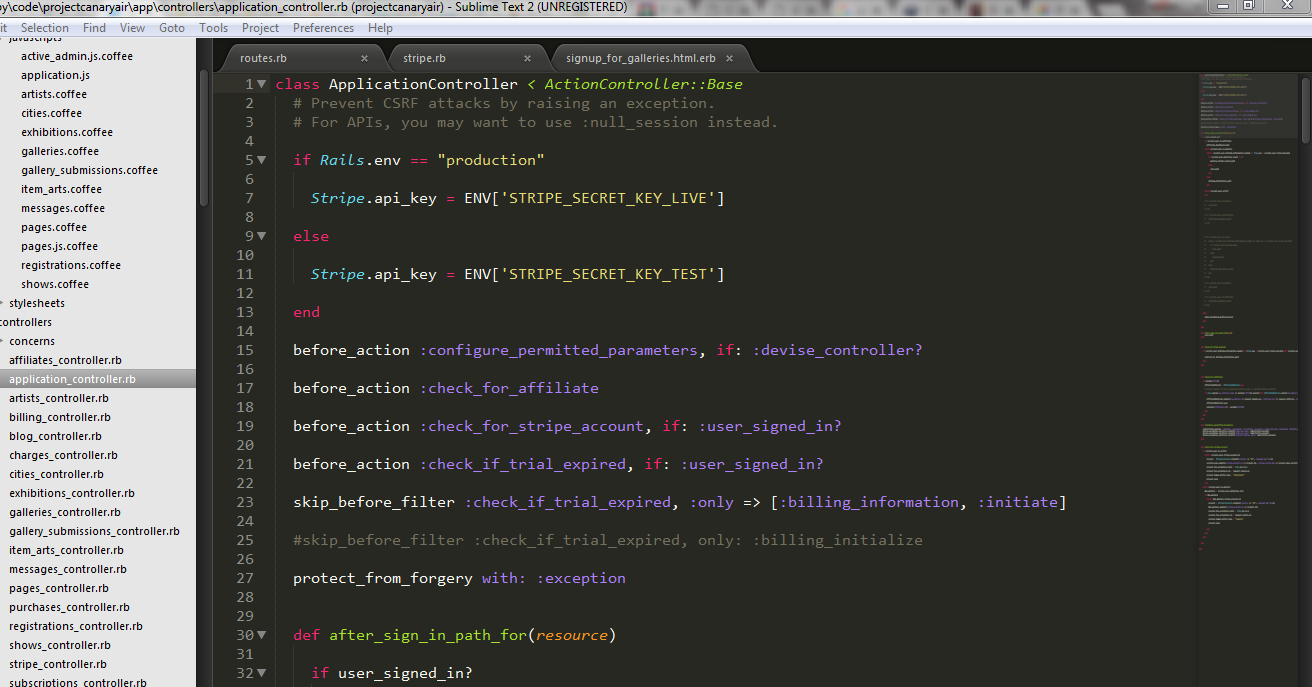 oy\code\projectcanaryair\app\controllers\application_controller.rb (projectcanaryair) - Sublime Text 2 (UNREGISTERED)
it Selection Find View Goto Tools Project Preferences Help
javascripts
active_admin.js.coffee
application.js
artists.coffee
cities.coffee
exhibitions.coffee
galleries.coffee
gallery_submissions.coffee
item_arts.coffee
messages.coffee
pages.coffee
pages.js.coffee
registrations.coffee
shows.coffee
stylesheets
controllers
concerns
affiliates_controller.rb
application_controller.rb
artists_controller.rb
billing_controller.rb
blog_controller.rb
charges_controller.rb
cities_controller.rb
exhibitions_controller.rb
galleries_controller.rb
gallery_submissions_controller.rb
item_arts_controller.rb
messages_controller.rb
pages_controller.rb
purchases_controller.rb
registrations_controller.rb
shows_controller.rb
stripe_controller.rb
subscriptions_controller.rb
routes.rb × stripe.rb × signup_for_galleries.html.erb ×
1 class ApplicationController < ActionController::Base
2 # Prevent CSRF attacks by raising an exception.
3 # For APIs, you may want to use :null_session instead.
4
5 if Rails.env == "production"
6
7 Stripe.api_key = ENV['STRIPE_SECRET_KEY_LIVE']
8
9 else
10
11 Stripe.api_key = ENV['STRIPE_SECRET_KEY_TEST']
12
13 end
14
15 before_action :configure_permitted_parameters, if: :devise_controller?
16
17 before_action :check_for_affiliate
18
19 before_action :check_for_stripe_account, if: :user_signed_in?
20
21 before_action :check_if_trial_expired, if: :user_signed_in?
22
23 skip_before_filter :check_if_trial_expired, :only => [:billing_information, :initiate]
24
25 #skip_before_filter :check_if_trial_expired, only: :billing_initialize
26
27 protect_from_forgery with: :exception
28
29
30 def after_sign_in_path_for(resource)
31
32 if user_signed_in?